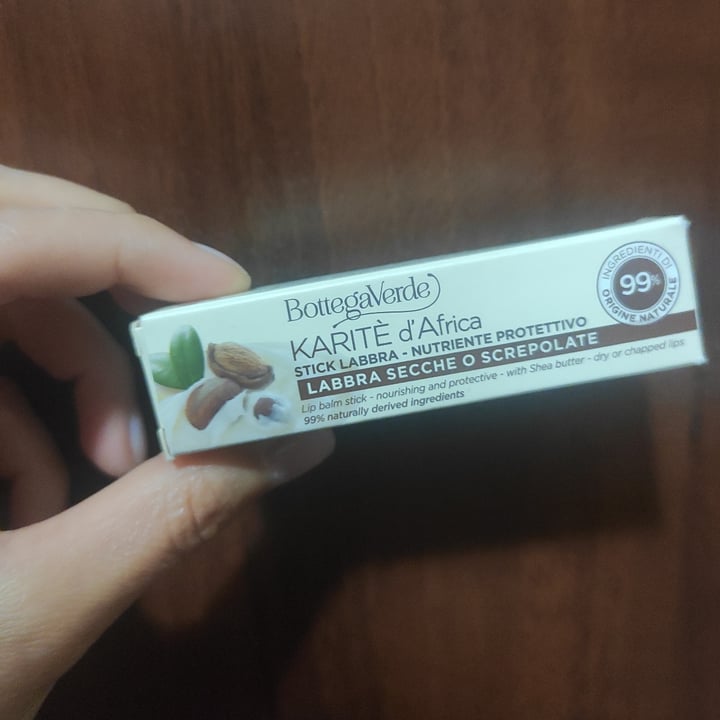 BottegaVerde
KARITÈ d'Africa
STICK LABBRA - NUTRIENTE PROTETTIVO
LABBRA SECCHE O SCREPOLATE
Lip balm stick - nourishing and protective - with Shea butter - dry or chapped lips
99% naturally derived ingredients
INGREDIENTI DI
99%
ORIGINE NATURALE